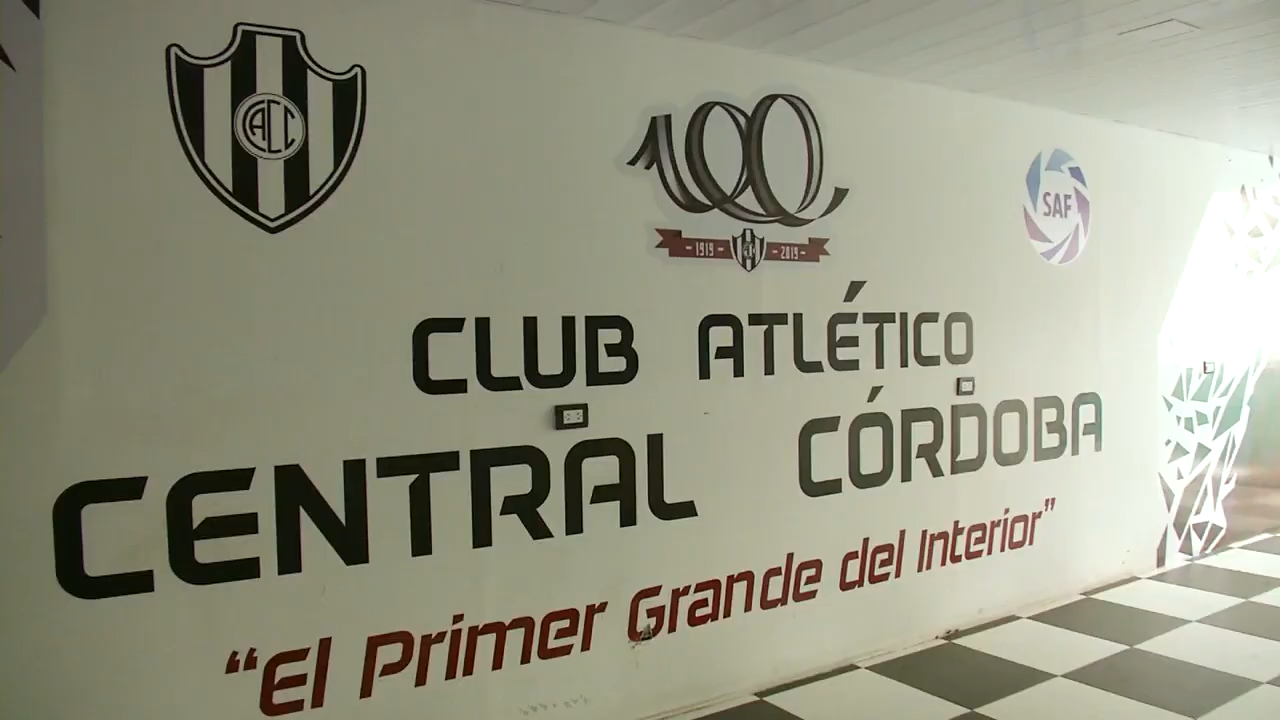 CACC
100
- 1919 - - 2019 -
SAF
CLUB ATLÉTICO
CENTRAL CÓRDOBA
“El Primer Grande del Interior”